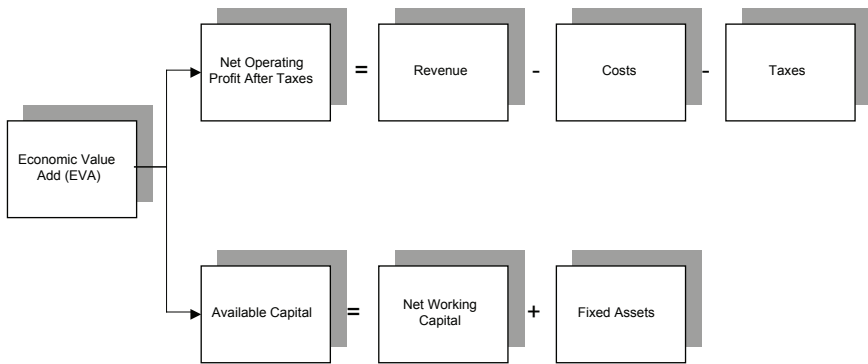 Net Operating
Profit After Taxes
=
Revenue
-
Costs
-
Taxes
Economic Value
Add (EVA)
Available Capital
=
Net Working
Capital
+
Fixed Assets